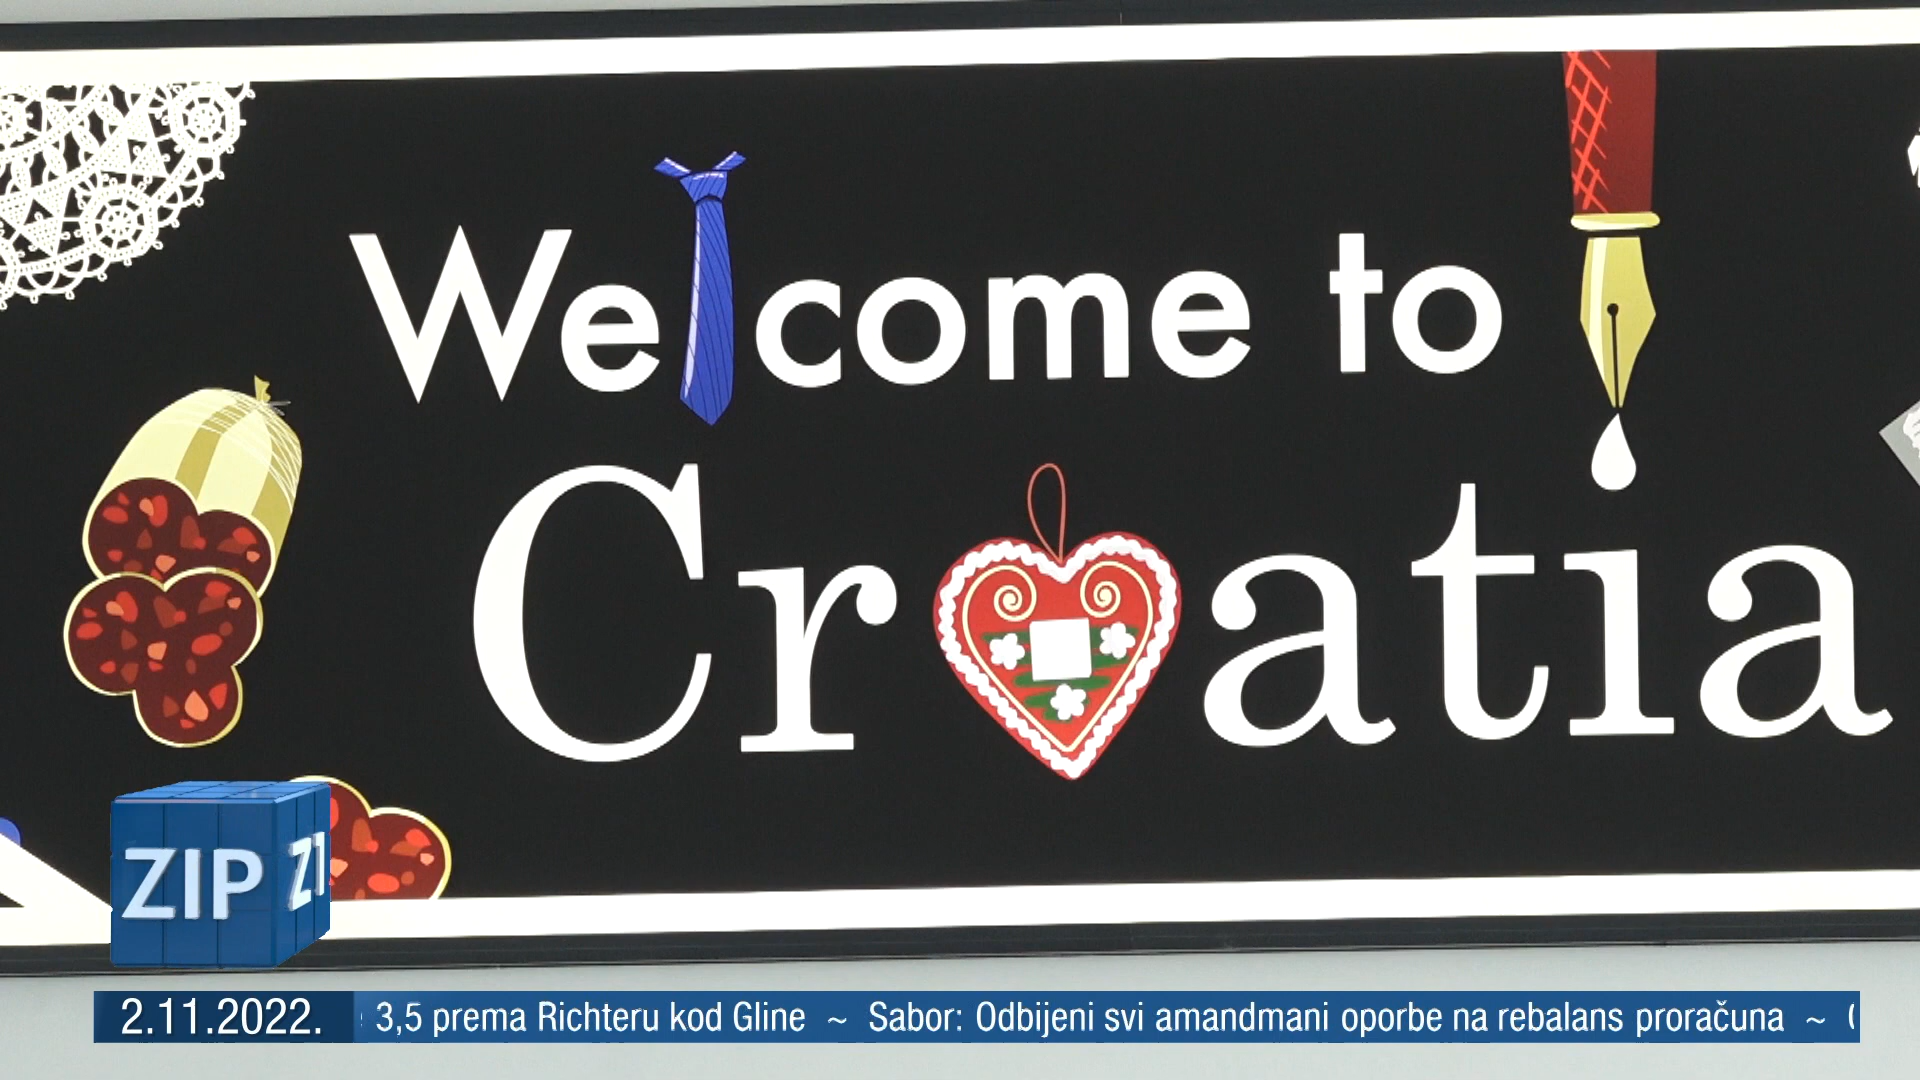 Welcome to
Croatia
ZIP ZI
2.11.2022. 3,5 prema Richteru kod Gline ~ Sabor: Odbijeni svi amandmani oporbe na rebalans proračuna ~